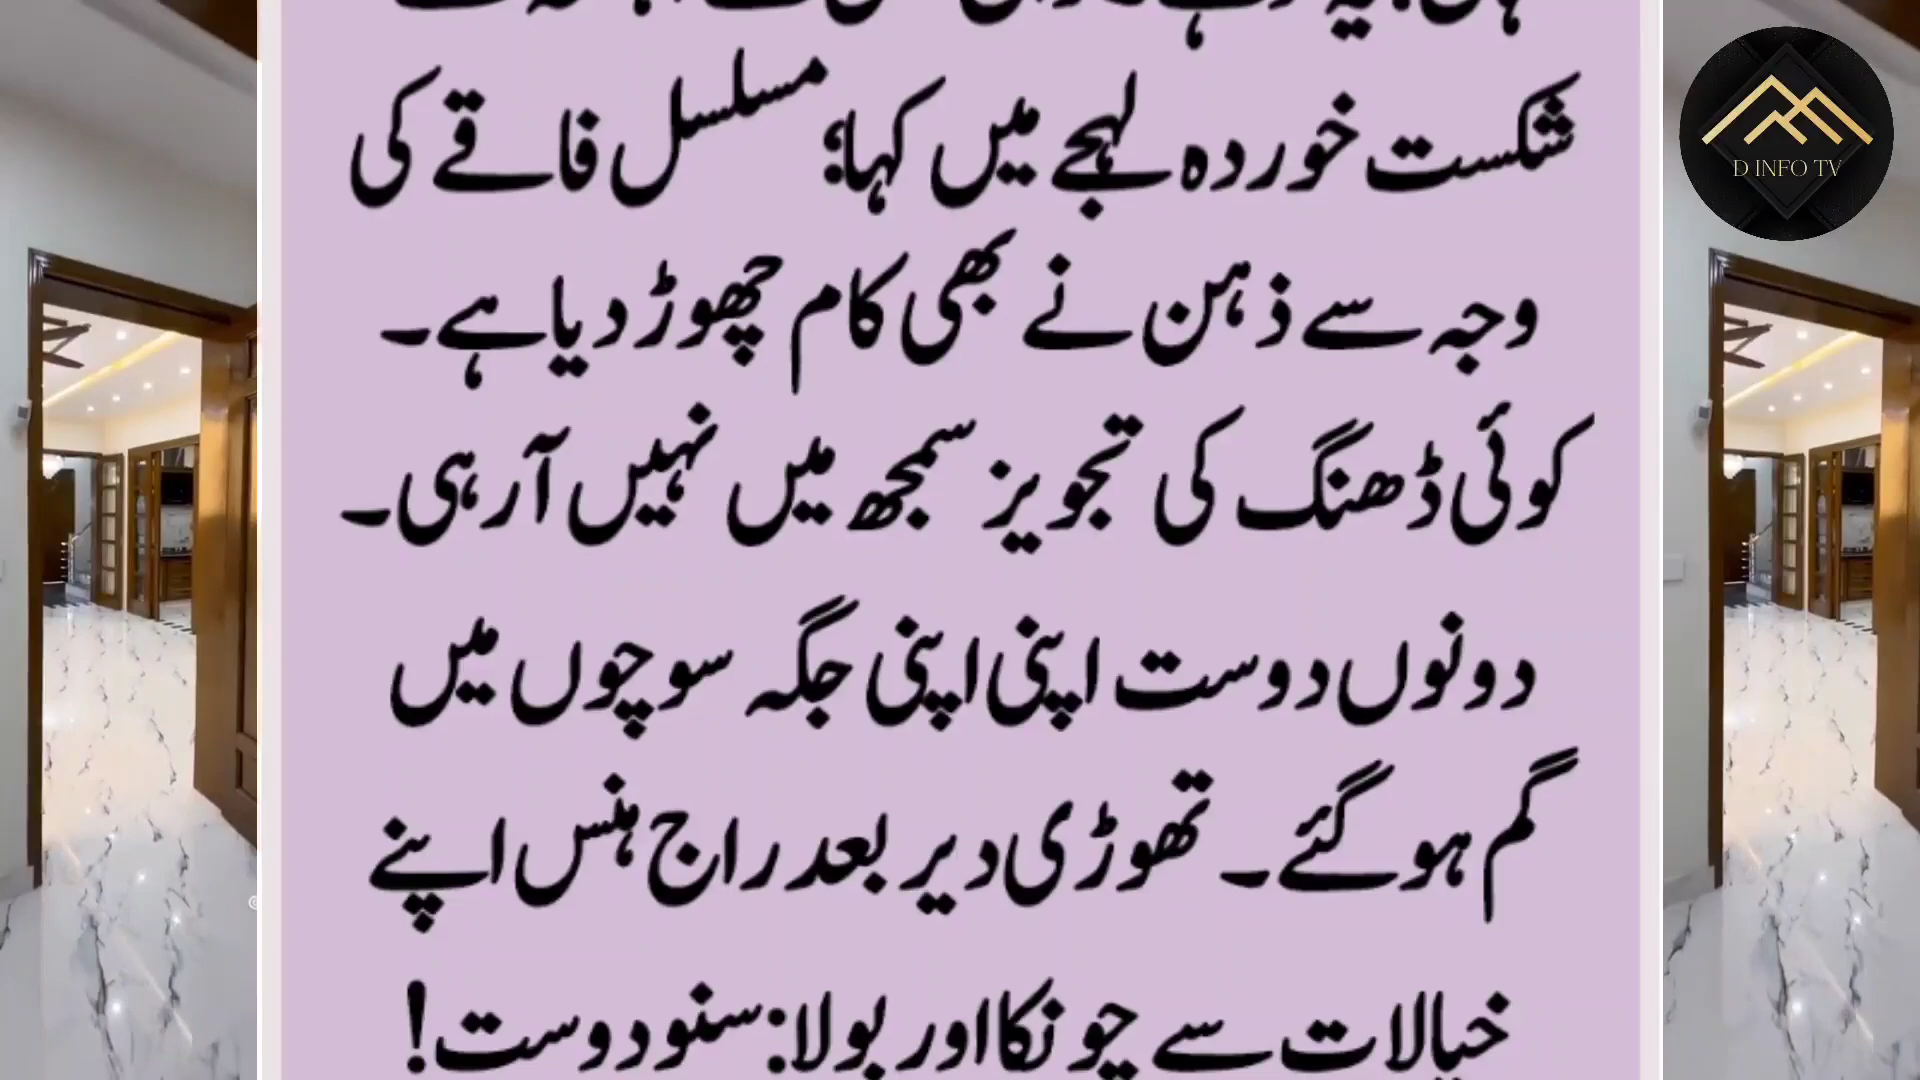 شکست خوردہ لہجے میں کہا؛ مسلسل فاقے کی
وجہ سے ذہن نے بھی کام چھوڑ دیا ہے۔
کوئی ڈھنگ کی تجویز سمجھ میں نہیں آ رہی۔
دونوں دوست اپنی اپنی جگہ سوچوں میں
گم ہو گئے۔ تھوڑی دیر بعد راج ہنس اپنے
خیالات سے چونکا اور بولا: سنو دوست!
D INFO TV